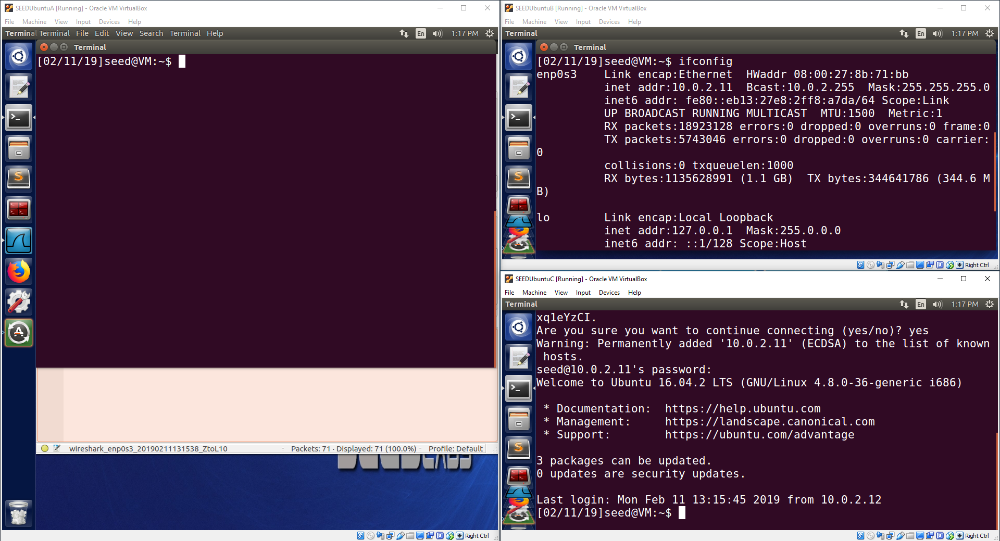 SEEDUbuntuA [Running] - Oracle VM VirtualBox
File Machine View Input Devices Help
Terminal File Edit View Search Terminal Help En 1:17 PM
Terminal
[02/11/19]seed@VM:~$
wireshark_enp0s3_20190211131538_ZtoL10 Packets: 71 · Displayed: 71 (100.0%) Profile: Default
Right Ctrl
SEEDUbuntuB [Running] - Oracle VM VirtualBox
File Machine View Input Devices Help
Terminal En 1:17 PM
Terminal
[02/11/19]seed@VM:~$ ifconfig
enp0s3 Link encap:Ethernet HWaddr 08:00:27:8b:71:bb
inet addr:10.0.2.11 Bcast:10.0.2.255 Mask:255.255.255.0
inet6 addr: fe80::eb13:27e8:2ff8:a7da/64 Scope:Link
UP BROADCAST RUNNING MULTICAST MTU:1500 Metric:1
RX packets:18923128 errors:0 dropped:0 overruns:0 frame:0
TX packets:5743046 errors:0 dropped:0 overruns:0 carrier:
0
collisions:0 txqueuelen:1000
RX bytes:1135628991 (1.1 GB) TX bytes:344641786 (344.6 M
B)
lo Link encap:Local Loopback
inet addr:127.0.0.1 Mask:255.0.0.0
inet6 addr: ::1/128 Scope:Host
Right Ctrl
SEEDUbuntuC [Running] - Oracle VM VirtualBox
File Machine View Input Devices Help
Terminal En 1:17 PM
xq1eYzCI.
Are you sure you want to continue connecting (yes/no)? yes
Warning: Permanently added '10.0.2.11' (ECDSA) to the list of known
hosts.
seed@10.0.2.11's password:
Welcome to Ubuntu 16.04.2 LTS (GNU/Linux 4.8.0-36-generic i686)
* Documentation: https://help.ubuntu.com
* Management: https://landscape.canonical.com
* Support: https://ubuntu.com/advantage
3 packages can be updated.
0 updates are security updates.
Last login: Mon Feb 11 13:15:45 2019 from 10.0.2.12
[02/11/19]seed@VM:~$
Right Ctrl